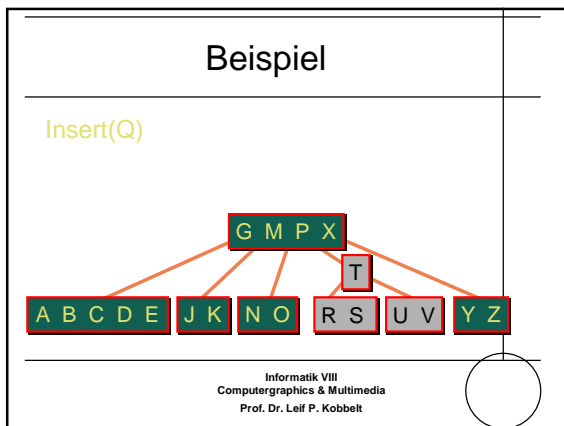 Beispiel
Insert(Q)
G M P X
T
A B C D E J K N O R S U V Y Z
Informatik VIII
Computergraphics & Multimedia
Prof. Dr. Leif P. Kobbelt